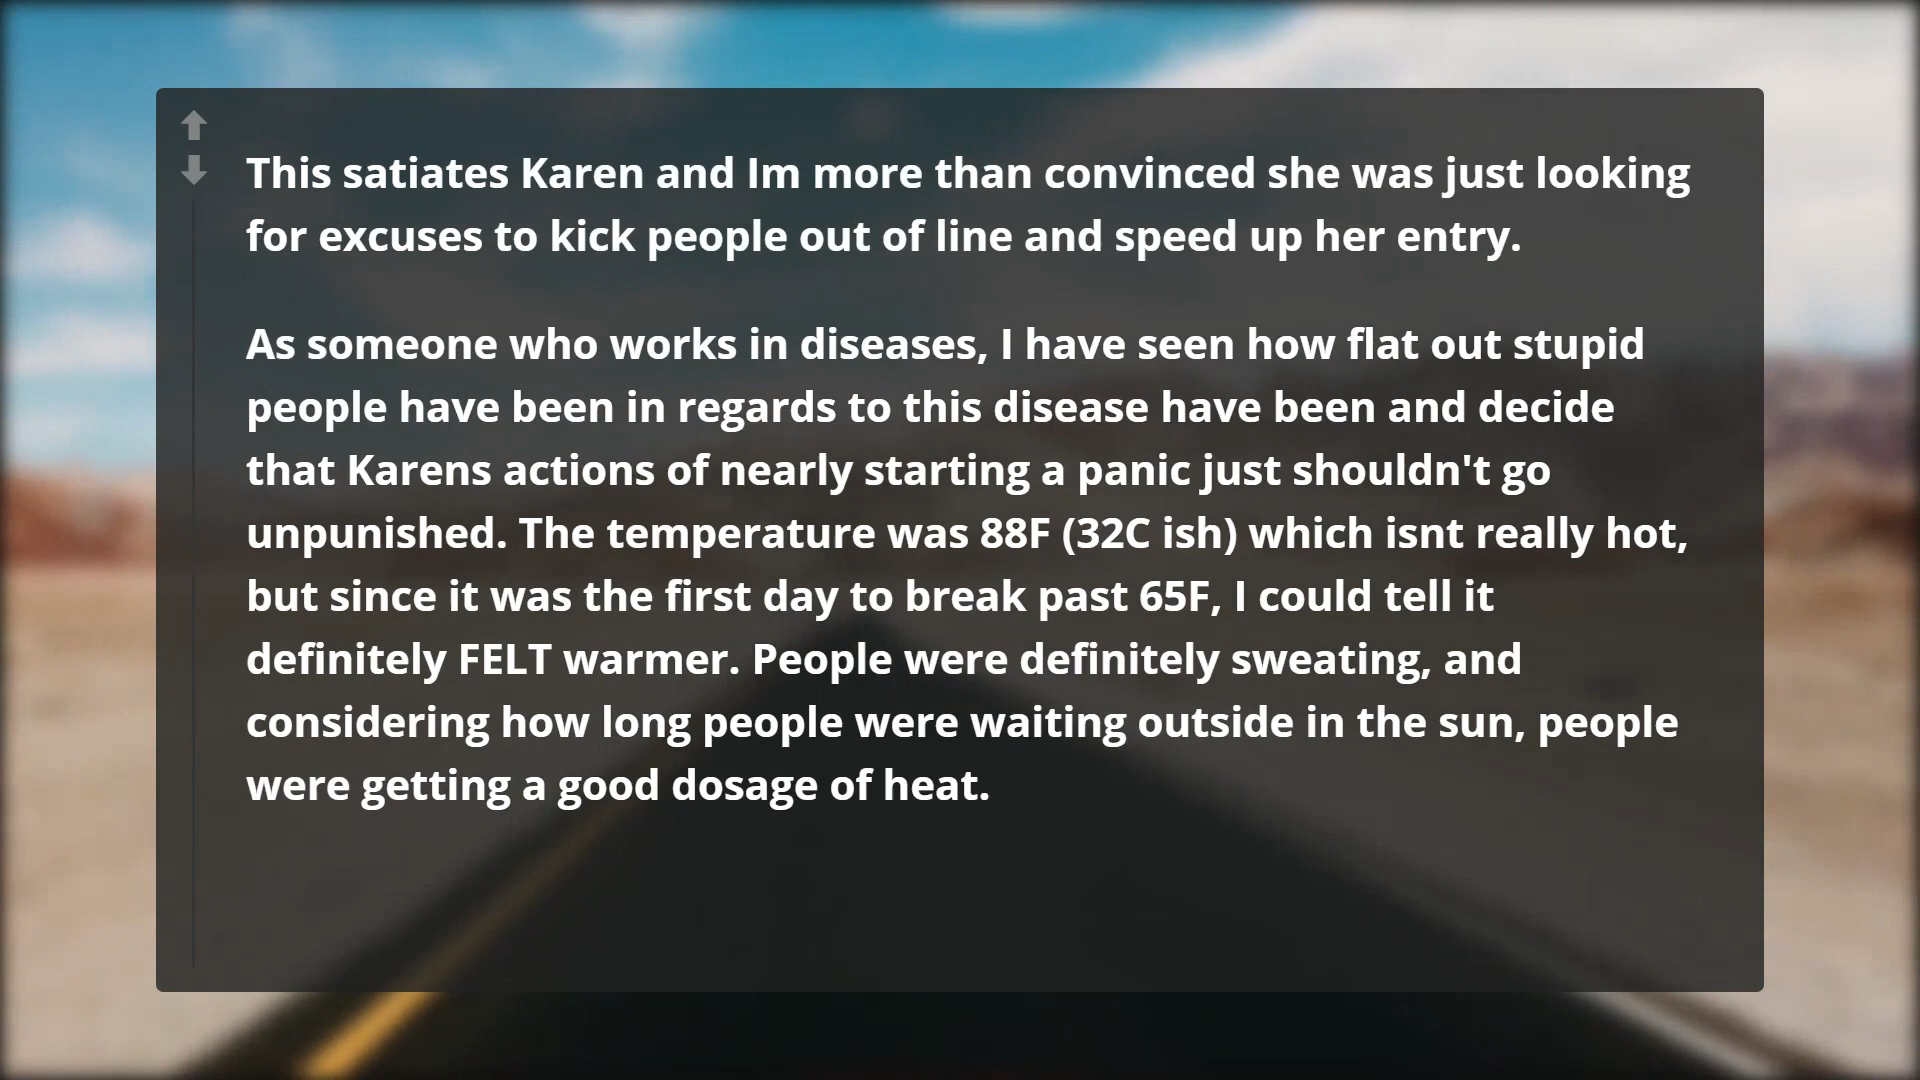 This satiates Karen and Im more than convinced she was just looking
for excuses to kick people out of line and speed up her entry.
As someone who works in diseases, I have seen how flat out stupid
people have been in regards to this disease have been and decide
that Karens actions of nearly starting a panic just shouldn't go
unpunished. The temperature was 88F (32C ish) which isnt really hot,
but since it was the first day to break past 65F, I could tell it
definitely FELT warmer. People were definitely sweating, and
considering how long people were waiting outside in the sun, people
were getting a good dosage of heat.